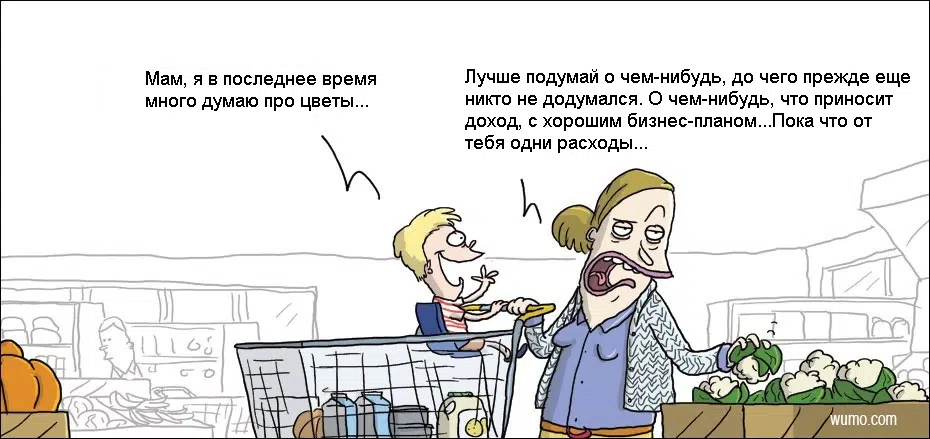 Мам, я в последнее время
много думаю про цветы...
Лучше подумай о чем-нибудь, до чего прежде еще
никто не додумался. О чем-нибудь, что приносит
доход, с хорошим бизнес-планом...Пока что от
тебя одни расходы...
wumo.com